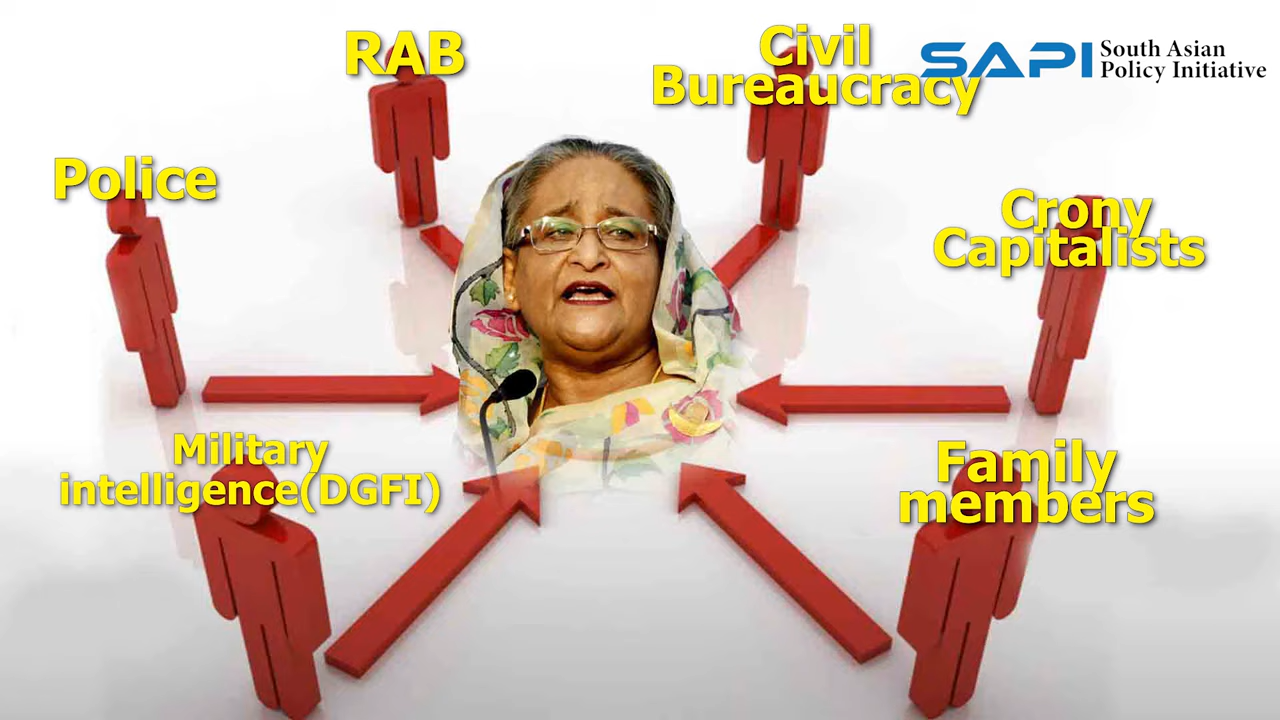 RAB
Civil
Bureaucracy
SAPI South Asian
Policy Initiative
Police
Crony
Capitalists
Military
intelligence(DGFI)
Family
members